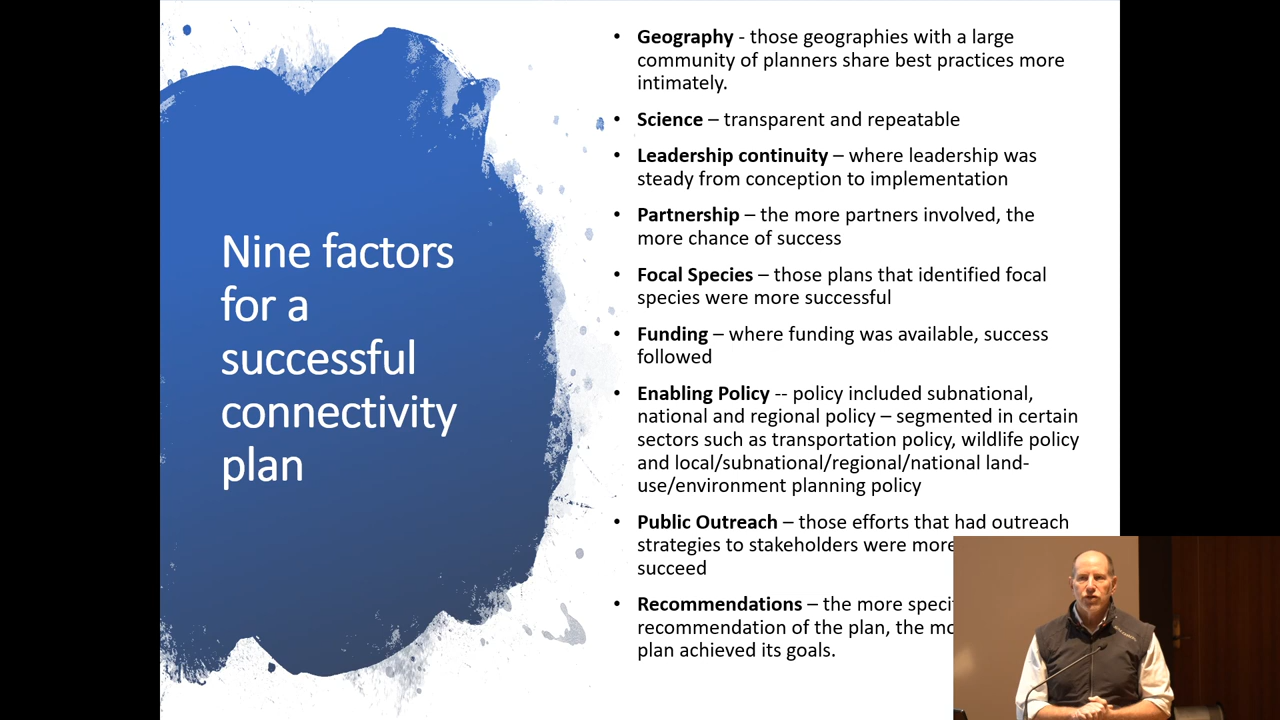 Nine factors
for a
successful
connectivity
plan
• Geography - those geographies with a large
community of planners share best practices more
intimately.
• Science – transparent and repeatable
• Leadership continuity – where leadership was
steady from conception to implementation
• Partnership – the more partners involved, the
more chance of success
• Focal Species – those plans that identified focal
species were more successful
• Funding – where funding was available, success
followed
• Enabling Policy -- policy included subnational,
national and regional policy – segmented in certain
sectors such as transportation policy, wildlife policy
and local/subnational/regional/national land-
use/environment planning policy
• Public Outreach – those efforts that had outreach
strategies to stakeholders were more
succeed
• Recommendations – the more
recommendation of the plan, the
plan achieved its goals.